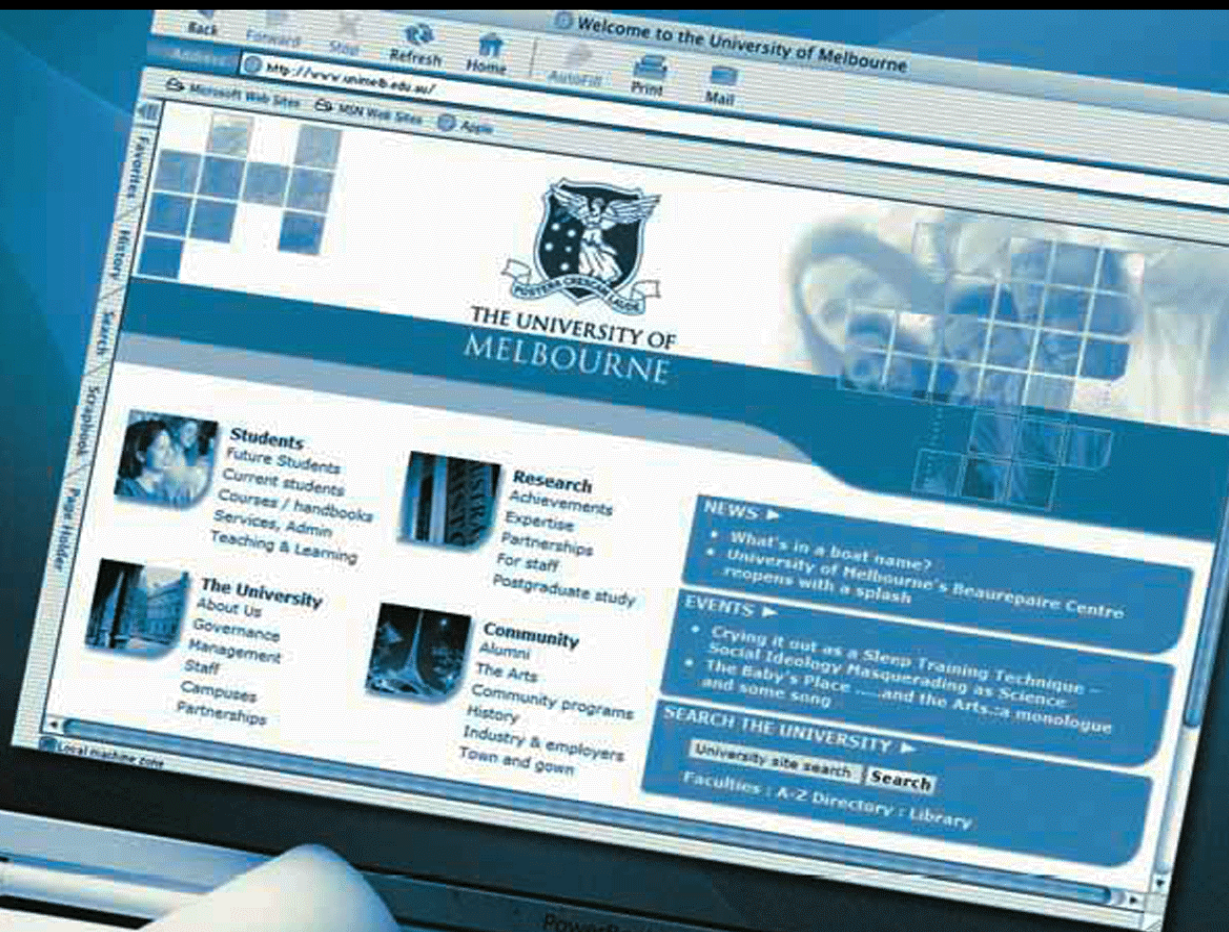 Welcome to the University of Melbourne
Back Forward Stop Refresh Home AutoFill Print Mail
Address http://www.unimelb.edu.au/
Microsoft Web Sites MSN Web Sites Apple
Favorites
History
Search
Scrapbook
Page Holder
POSTERA CRESCAM LAUDE
THE UNIVERSITY OF
MELBOURNE
Students
Future Students
Current students
Courses / handbooks
Services, Admin
Teaching & Learning
Research
Achievements
Expertise
Partnerships
For staff
Postgraduate study
The University
About Us
Governance
Management
Staff
Campuses
Partnerships
Community
Alumni
The Arts
Community programs
History
Industry & employers
Town and gown
NEWS
What's in a boat name?
University of Melbourne's Beaurepaire Centre
reopens with a splash
EVENTS
Crying it out as a Sleep Training Technique –
Social Ideology Masquerading as Science
The Baby's Place .....and the Arts.:a monologue
and some song
SEARCH THE UNIVERSITY
University site search Search
Faculties : A-Z Directory : Library
Local machine zone